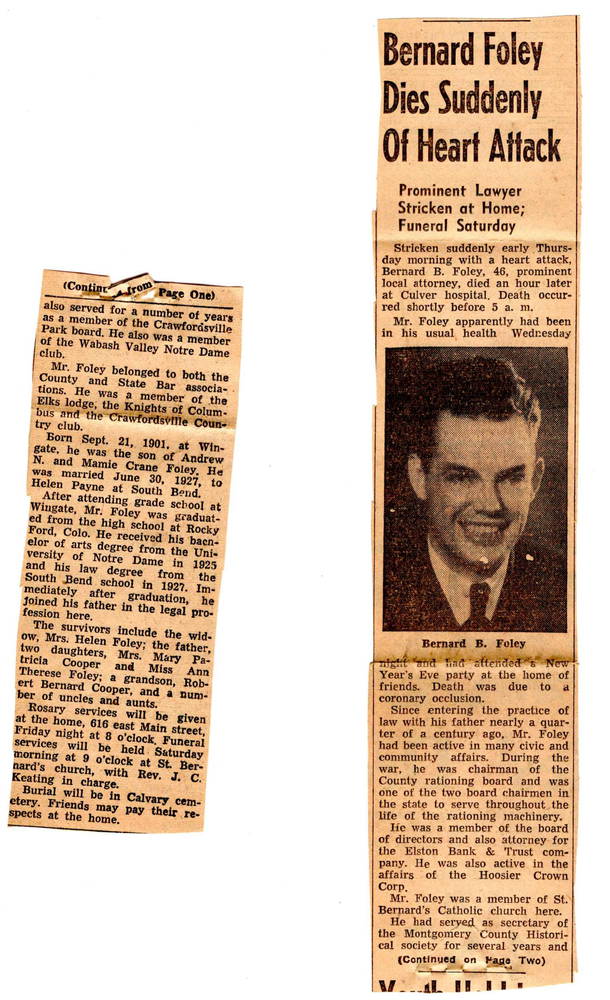 Bernard Foley
Dies Suddenly
Of Heart Attack
Prominent Lawyer
Stricken at Home;
Funeral Saturday
Stricken suddenly early Thurs-
day morning with a heart attack,
Bernard B. Foley, 46, prominent
local attorney, died an hour later
at Culver hospital. Death occur-
red shortly before 5 a. m.
Mr. Foley apparently had been
in his usual health Wednesday
Bernard B. Foley
night and had attended a New
Year's Eve party at the home of
friends. Death was due to a
coronary occlusion.
Since entering the practice of
law with his father nearly a quar-
ter of a century ago, Mr. Foley
had been active in many civic and
community affairs. During the
war, he was chairman of the
County rationing board and was
one of the two board chairmen in
the state to serve throughout the
life of the rationing machinery.
He was a member of the board
of directors and also attorney for
the Elston Bank & Trust com-
pany. He was also active in the
affairs of the Hoosier Crown
Corp.
Mr. Foley was a member of St.
Bernard's Catholic church here.
He had served as secretary of
the Montgomery County Histori-
cal society for several years and
(Continued on Page Two)
(Contin from Page One)
also served for a number of years
as a member of the Crawfordsville
Park board. He also was a member
of the Wabash Valley Notre Dame
club.
Mr. Foley belonged to both the
County and State Bar associa-
tions. He was a member of the
Elks lodge, the Knights of Colum-
bus and the Crawfordsville Coun-
try club.
Born Sept. 21, 1901, at Win-
gate, he was the son of Andrew
N. and Mamie Crane Foley. He
was married June 30, 1927, to
Helen Payne at South Bend.
After attending grade school at
Wingate, Mr. Foley was graduat-
ed from the high school at Rocky
Ford, Colo. He received his bach-
elor of arts degree from the Uni-
versity of Notre Dame in 1925
and his law degree from the
South Bend school in 1927. Im-
mediately after graduation, he
joined his father in the legal pro-
fession here.
The survivors include the wid-
ow, Mrs. Helen Foley; the father,
two daughters, Mrs. Mary Pa-
tricia Cooper and Miss Ann
Therese Foley; a grandson, Rob-
ert Bernard Cooper, and a num-
ber of uncles and aunts.
Rosary services will be given
at the home, 616 east Main street,
Friday night at 8 o'clock. Funeral
services will be held Saturday
morning at 9 o'clock at St. Ber-
nard's church, with Rev. J. C.
Keating in charge.
Burial will be in Calvary cem-
etery. Friends may pay their re-
spects at the home.